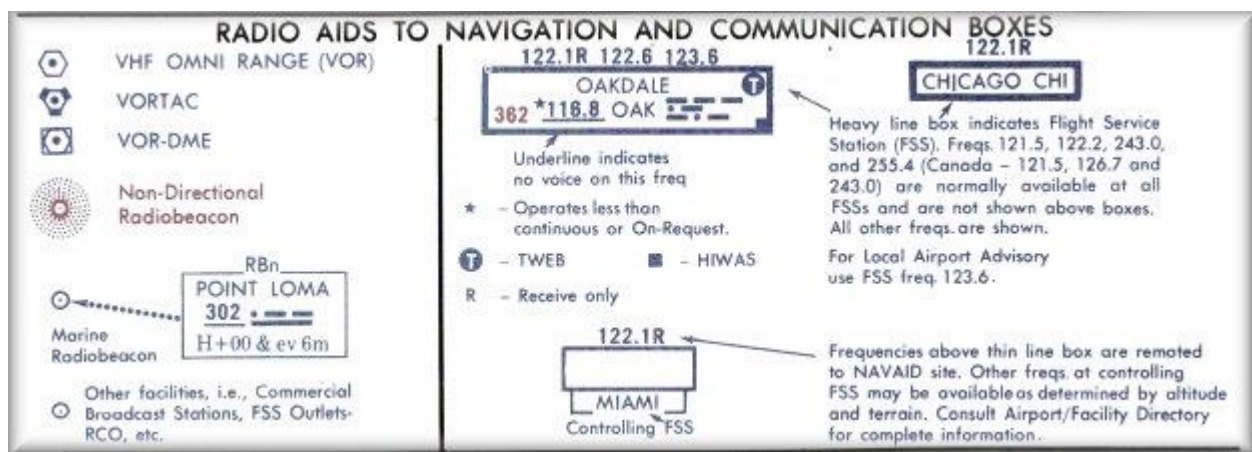 RADIO AIDS TO NAVIGATION AND COMMUNICATION BOXES
VHF OMNI RANGE (VOR)
VORTAC
VOR-DME
Non-Directional
Radiobeacon
RBn
POINT LOMA
302
H+00 & ev 6m
Marine
Radiobeacon
Other facilities, i.e., Commercial
Broadcast Stations, FSS Outlets-
RCO, etc.
122.1R 122.6 123.6
OAKDALE T
362 *116.8 OAK
Underline indicates
no voice on this freq
* – Operates less than
continuous or On-Request.
T – TWEB ■ – HIWAS
R – Receive only
122.1R
MIAMI
Controlling FSS
122.1R
CHICAGO CHI
Heavy line box indicates Flight Service
Station (FSS). Freqs. 121.5, 122.2, 243.0,
and 255.4 (Canada – 121.5, 126.7 and
243.0) are normally available at all
FSSs and are not shown above boxes.
All other freqs. are shown.
For Local Airport Advisory
use FSS freq. 123.6.
Frequencies above thin line box are remoted
to NAVAID site. Other freqs. at controlling
FSS may be available as determined by altitude
and terrain. Consult Airport/Facility Directory
for complete information.